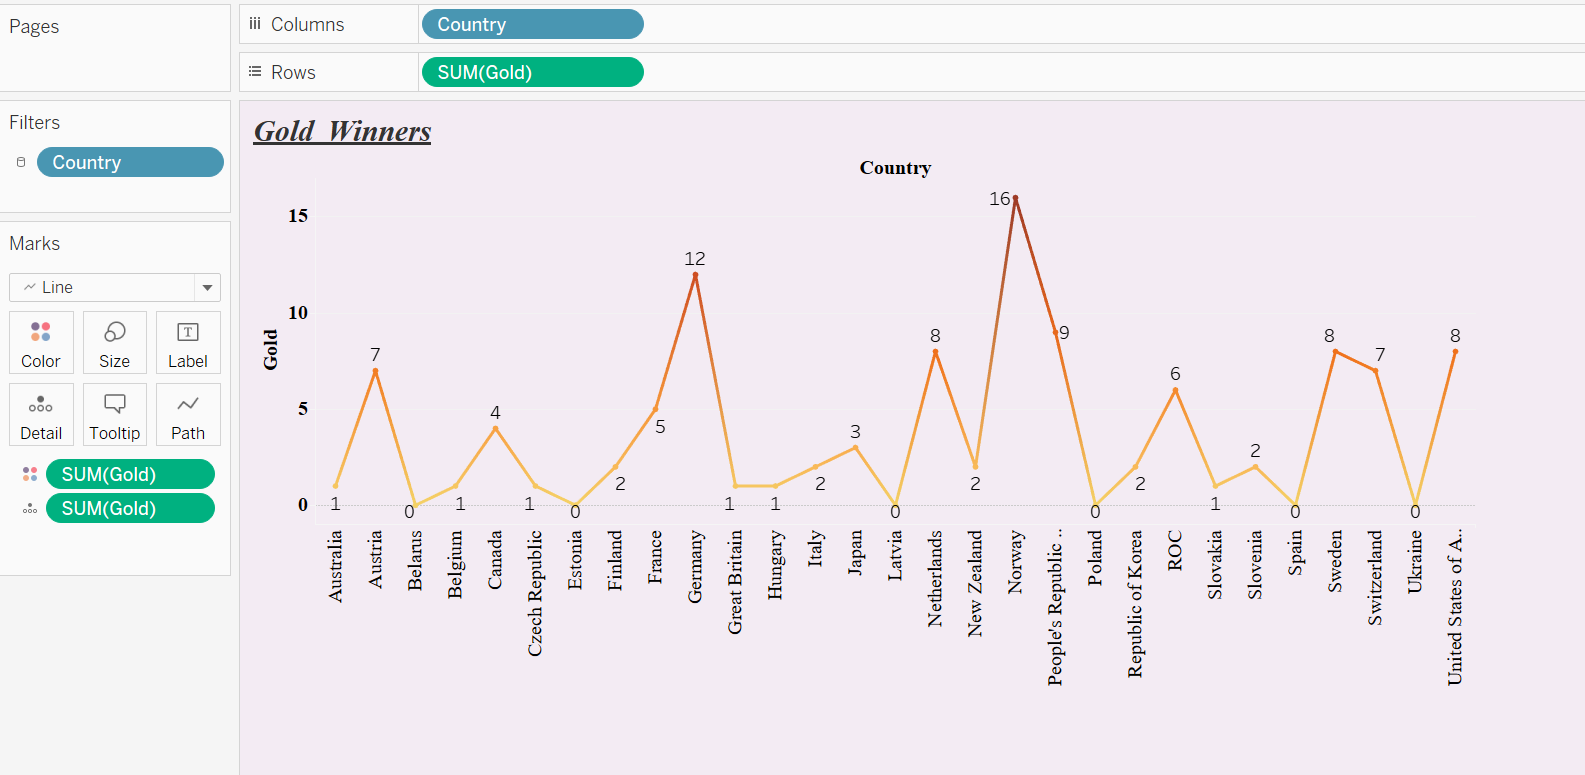 Pages
Columns
Country
Rows
SUM(Gold)
Filters
Country
Marks
Line
Color
Size
Label
Detail
Tooltip
Path
SUM(Gold)
SUM(Gold)
Gold Winners
Country
Gold
15
10
5
0
1
7
0
1
4
1
0
2
5
12
1
1
2
3
0
8
2
16
9
0
2
6
1
2
0
8
7
0
8
Australia
Austria
Belarus
Belgium
Canada
Czech Republic
Estonia
Finland
France
Germany
Great Britain
Hungary
Italy
Japan
Latvia
Netherlands
New Zealand
Norway
People's Republic ..
Poland
Republic of Korea
ROC
Slovakia
Slovenia
Spain
Sweden
Switzerland
Ukraine
United States of A..